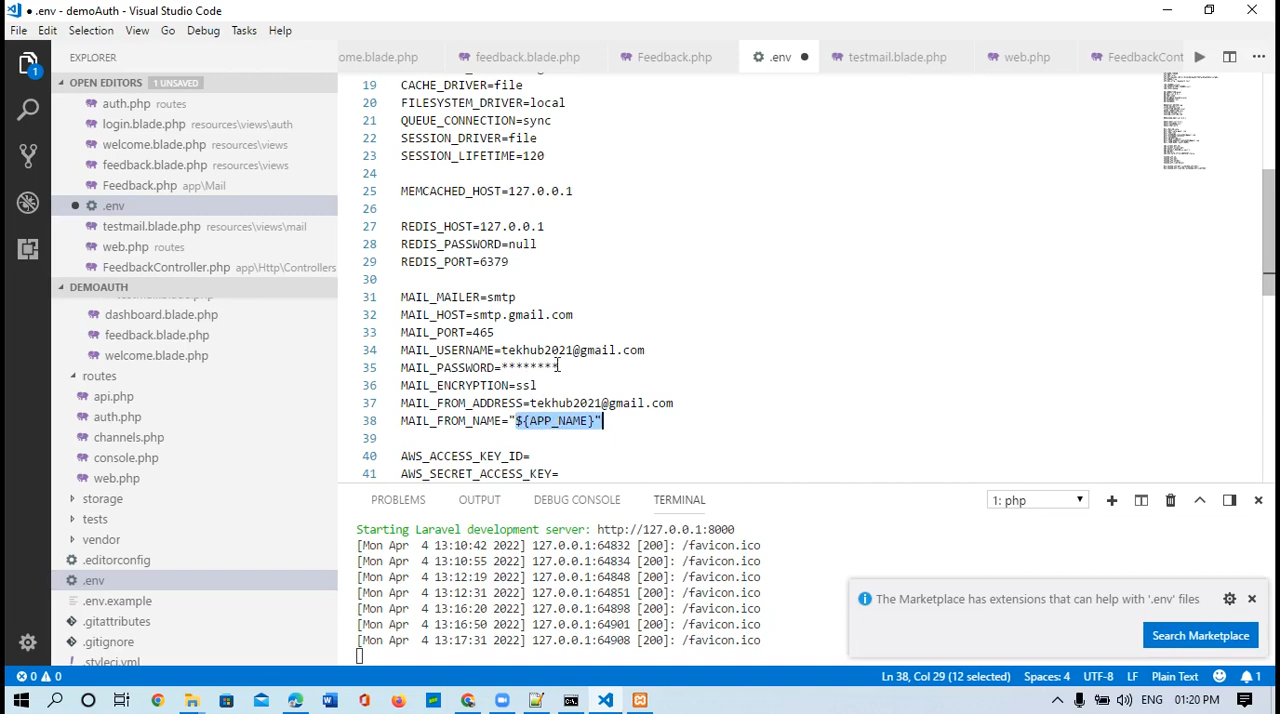 .env - demoAuth - Visual Studio Code
File Edit Selection View Go Debug Tasks Help
EXPLORER
ome.blade.php feedback.blade.php Feedback.php .env testmail.blade.php web.php FeedbackCont
OPEN EDITORS 1 UNSAVED
auth.php routes
login.blade.php resources\views\auth
welcome.blade.php resources\views
feedback.blade.php resources\views
Feedback.php app\Mail
.env
testmail.blade.php resources\views\mail
web.php routes
FeedbackController.php app\Http\Controllers
DEMOAUTH
dashboard.blade.php
feedback.blade.php
welcome.blade.php
routes
api.php
auth.php
channels.php
console.php
web.php
storage
tests
vendor
.editorconfig
.env
.env.example
.gitattributes
.gitignore
.styleci.yml
19 CACHE_DRIVER=file
20 FILESYSTEM_DRIVER=local
21 QUEUE_CONNECTION=sync
22 SESSION_DRIVER=file
23 SESSION_LIFETIME=120
24
25 MEMCACHED_HOST=127.0.0.1
26
27 REDIS_HOST=127.0.0.1
28 REDIS_PASSWORD=null
29 REDIS_PORT=6379
30
31 MAIL_MAILER=smtp
32 MAIL_HOST=smtp.gmail.com
33 MAIL_PORT=465
34 MAIL_USERNAME=tekhub2021@gmail.com
35 MAIL_PASSWORD=********
36 MAIL_ENCRYPTION=ssl
37 MAIL_FROM_ADDRESS=tekhub2021@gmail.com
38 MAIL_FROM_NAME="${APP_NAME}"
39
40 AWS_ACCESS_KEY_ID=
41 AWS_SECRET_ACCESS_KEY=
PROBLEMS OUTPUT DEBUG CONSOLE TERMINAL 1: php
Starting Laravel development server: http://127.0.0.1:8000
[Mon Apr  4 13:10:42 2022] 127.0.0.1:64832 [200]: /favicon.ico
[Mon Apr  4 13:10:55 2022] 127.0.0.1:64834 [200]: /favicon.ico
[Mon Apr  4 13:12:19 2022] 127.0.0.1:64848 [200]: /favicon.ico
[Mon Apr  4 13:12:31 2022] 127.0.0.1:64851 [200]: /favicon.ico
[Mon Apr  4 13:16:20 2022] 127.0.0.1:64898 [200]: /favicon.ico
[Mon Apr  4 13:16:50 2022] 127.0.0.1:64901 [200]: /favicon.ico
[Mon Apr  4 13:17:31 2022] 127.0.0.1:64908 [200]: /favicon.ico
The Marketplace has extensions that can help with '.env' files
Search Marketplace
0 0 Ln 38, Col 29 (12 selected) Spaces: 4 UTF-8 LF Plain Text 1
ENG 01:20 PM